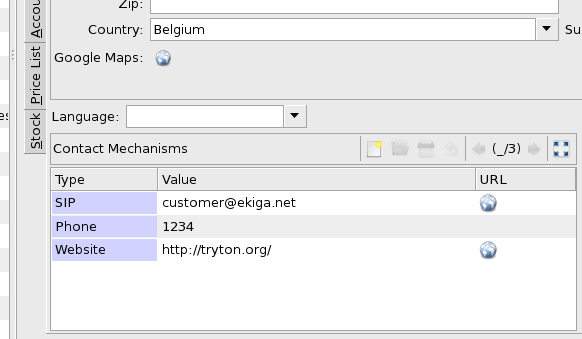 Zip:
Country: Belgium Su
Google Maps:
Language:
Accou
Price List
Stock
Contact Mechanisms (_/3)
Type Value URL
SIP customer@ekiga.net
Phone 1234
Website http://tryton.org/